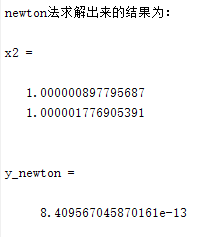 newton法求解出来的结果为:
x2 =
1.000000897795687
1.000001776905391
y_newton =
8.409567045870161e-13